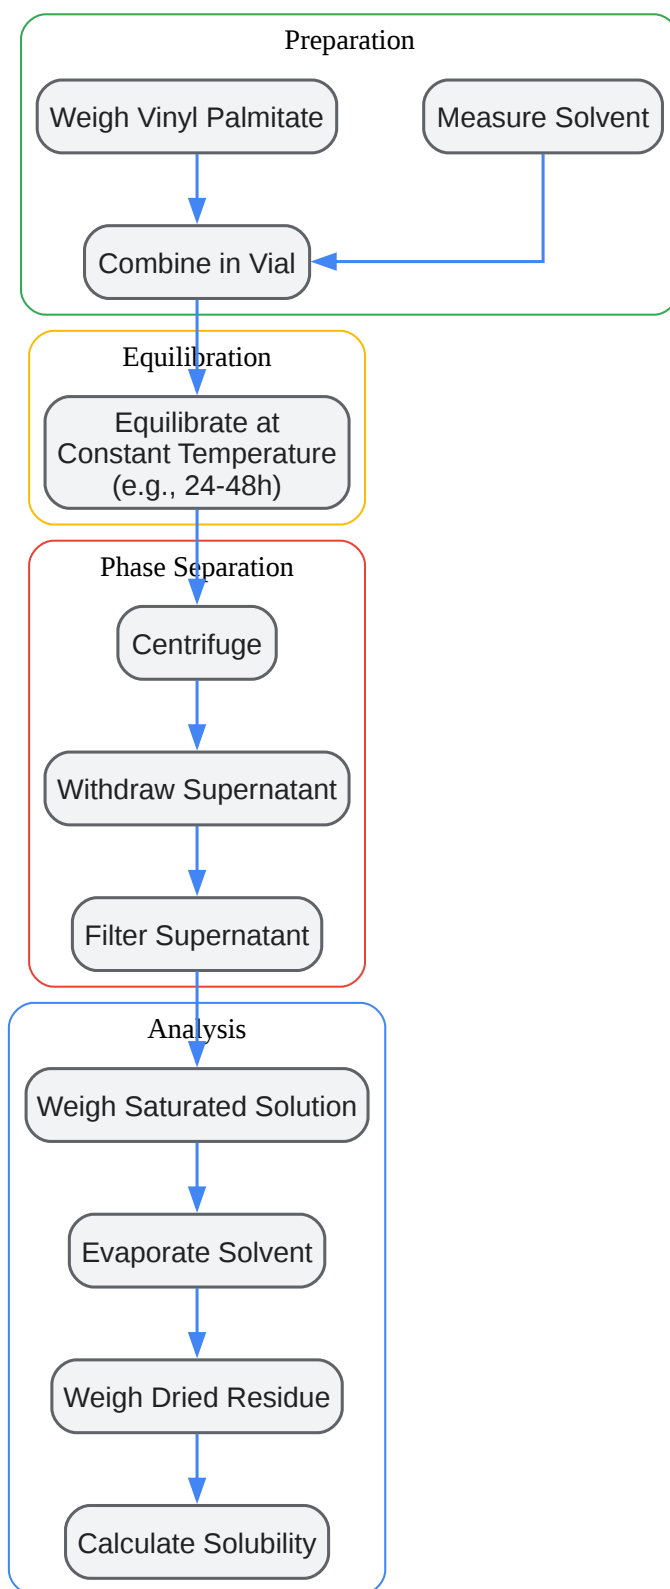 Preparation
Weigh Vinyl Palmitate
Measure Solvent
Combine in Vial
Equilibration
Equilibrate at
Constant Temperature
(e.g., 24-48h)
Phase Separation
Centrifuge
Withdraw Supernatant
Filter Supernatant
Analysis
Weigh Saturated Solution
Evaporate Solvent
Weigh Dried Residue
Calculate Solubility